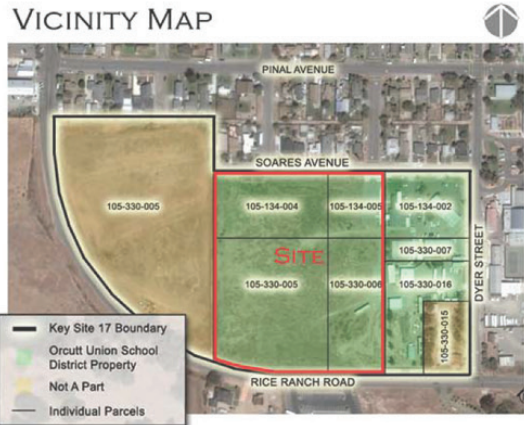 VICINITY MAP
PINAL AVENUE
SOARES AVENUE
105-330-005
105-134-004
105-134-005
105-134-002
105-330-007
SITE
105-330-005
105-330-006
105-330-016
105-330-015
DYER STREET
RICE RANCH ROAD
Key Site 17 Boundary
Orcutt Union School
District Property
Not A Part
Individual Parcels